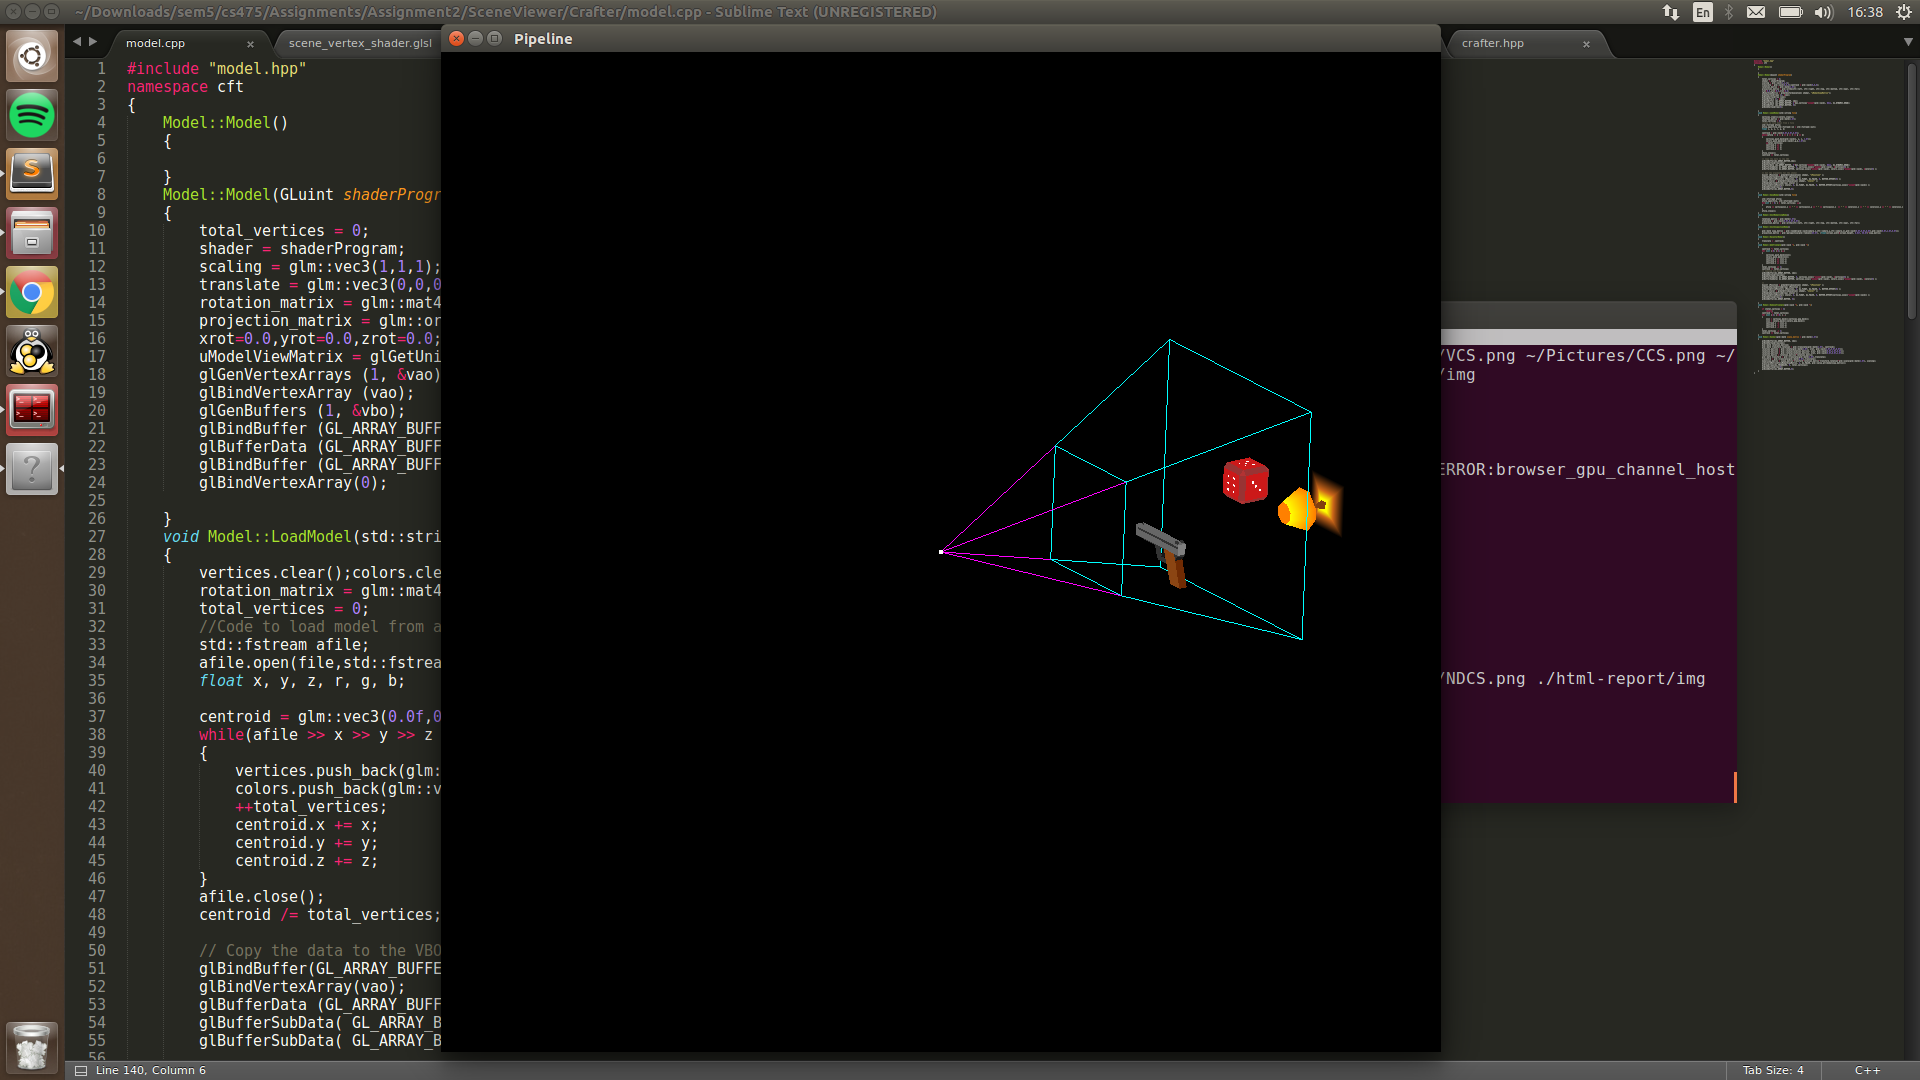 ~/Downloads/sem5/cs475/Assignments/Assignment2/SceneViewer/Crafter/model.cpp - Sublime Text (UNREGISTERED)
En
16:38
model.cpp
scene_vertex_shader.glsl
Pipeline
crafter.hpp
1 #include "model.hpp"
2 namespace cft
3 {
4 Model::Model()
5 {
6
7 }
8 Model::Model(GLuint shaderProgr
9 {
10 total_vertices = 0;
11 shader = shaderProgram;
12 scaling = glm::vec3(1,1,1);
13 translate = glm::vec3(0,0,0
14 rotation_matrix = glm::mat4
15 projection_matrix = glm::or
16 xrot=0.0,yrot=0.0,zrot=0.0;
17 uModelViewMatrix = glGetUni
18 glGenVertexArrays (1, &vao)
19 glBindVertexArray (vao);
20 glGenBuffers (1, &vbo);
21 glBindBuffer (GL_ARRAY_BUFF
22 glBufferData (GL_ARRAY_BUFF
23 glBindBuffer (GL_ARRAY_BUFF
24 glBindVertexArray(0);
25
26 }
27 void Model::LoadModel(std::stri
28 {
29 vertices.clear();colors.cle
30 rotation_matrix = glm::mat4
31 total_vertices = 0;
32 //Code to load model from a
33 std::fstream afile;
34 afile.open(file,std::fstrea
35 float x, y, z, r, g, b;
36
37 centroid = glm::vec3(0.0f,0
38 while(afile >> x >> y >> z
39 {
40 vertices.push_back(glm:
41 colors.push_back(glm::v
42 ++total_vertices;
43 centroid.x += x;
44 centroid.y += y;
45 centroid.z += z;
46 }
47 afile.close();
48 centroid /= total_vertices;
49
50 // Copy the data to the VBO
51 glBindBuffer(GL_ARRAY_BUFFE
52 glBindVertexArray(vao);
53 glBufferData (GL_ARRAY_BUFF
54 glBufferSubData( GL_ARRAY_B
55 glBufferSubData( GL_ARRAY_B
56
/VCS.png ~/Pictures/CCS.png ~/
/img
ERROR:browser_gpu_channel_host
/NDCS.png ./html-report/img
Line 140, Column 6
Tab Size: 4
C++